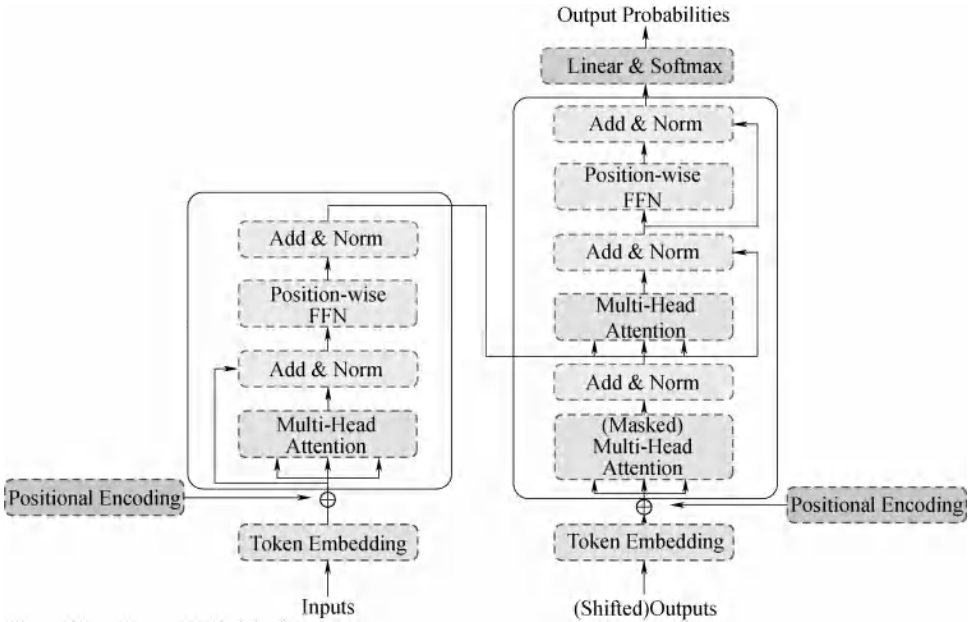 Output Probabilities
Linear & Softmax
Add & Norm
Position-wise
FFN
Add & Norm
Multi-Head
Attention
Add & Norm
(Masked)
Multi-Head
Attention
Positional Encoding
Token Embedding
(Shifted)Outputs
Add & Norm
Position-wise
FFN
Add & Norm
Multi-Head
Attention
Positional Encoding
Token Embedding
Inputs